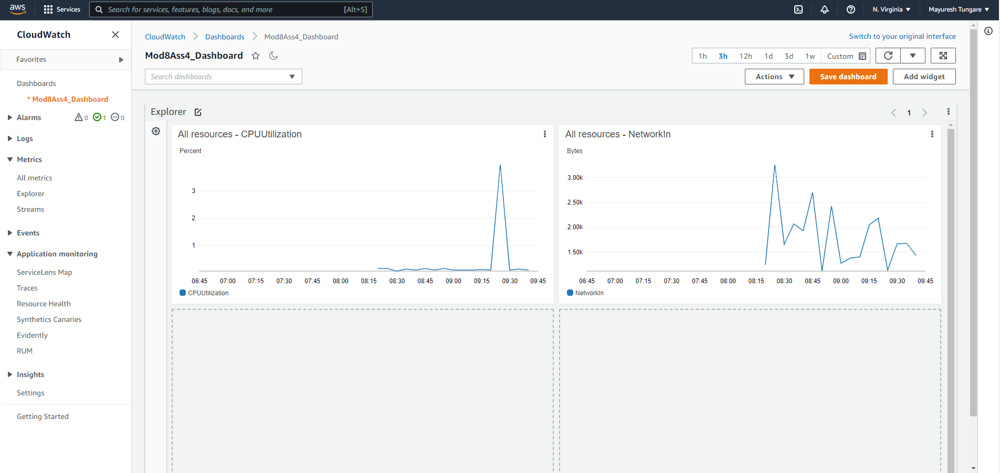 aws
Services
Search for services, features, blogs, docs, and more
[Alt+S]
N. Virginia
Mayuresh Tungare
CloudWatch
Favorites
Dashboards
* Mod8Ass4_Dashboard
Alarms
0
1
0
Logs
Metrics
All metrics
Explorer
Streams
Events
Application monitoring
ServiceLens Map
Traces
Resource Health
Synthetics Canaries
Evidently
RUM
Insights
Settings
Getting Started
CloudWatch
Dashboards
Mod8Ass4_Dashboard
Switch to your original interface
Mod8Ass4_Dashboard
1h 3h 12h 1d 3d 1w Custom
Search dashboards
Actions
Save dashboard
Add widget
Explorer
1
All resources - CPUUtilization
Percent
3
2
1
06:45 07:00 07:15 07:30 07:45 08:00 08:15 08:30 08:45 09:00 09:15 09:30 09:45
CPUUtilization
All resources - NetworkIn
Bytes
3.00k
2.50k
2.00k
1.50k
06:45 07:00 07:15 07:30 07:45 08:00 08:15 08:30 08:45 09:00 09:15 09:30 09:45
NetworkIn